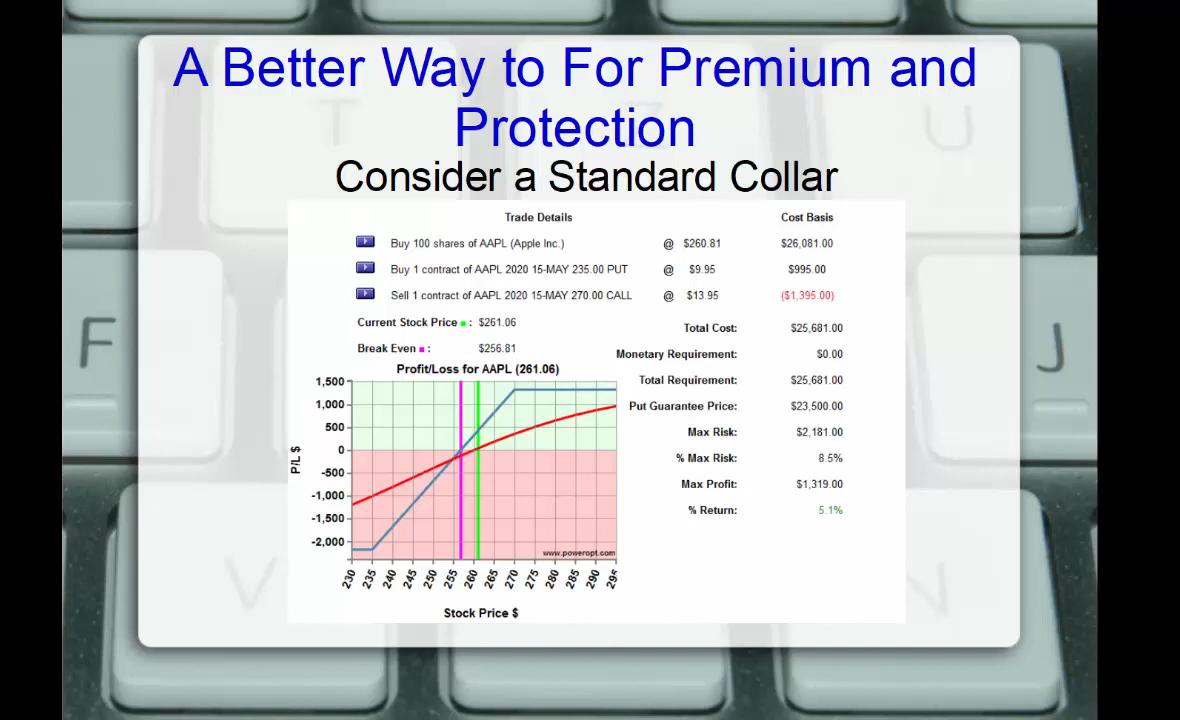 A Better Way to For Premium and
Protection
Consider a Standard Collar
Trade Details Cost Basis
Buy 100 shares of AAPL (Apple Inc.) @ $260.81 $26,081.00
Buy 1 contract of AAPL 2020 15-MAY 235.00 PUT @ $9.95 $995.00
Sell 1 contract of AAPL 2020 15-MAY 270.00 CALL @ $13.95 ($1,395.00)
Current Stock Price : $261.06
Break Even : $256.81
Total Cost: $25,681.00
Monetary Requirement: $0.00
Total Requirement: $25,681.00
Put Guarantee Price: $23,500.00
Max Risk: $2,181.00
% Max Risk: 8.5%
Max Profit: $1,319.00
% Return: 5.1%
Profit/Loss for AAPL (261.06)
P/L $
1,500
1,000
500
0
-500
-1,000
-1,500
-2,000
www.poweropt.com
230 235 240 245 250 255 260 265 270 275 280 285 290 295
Stock Price $
T
Z
U
F
J
V
N